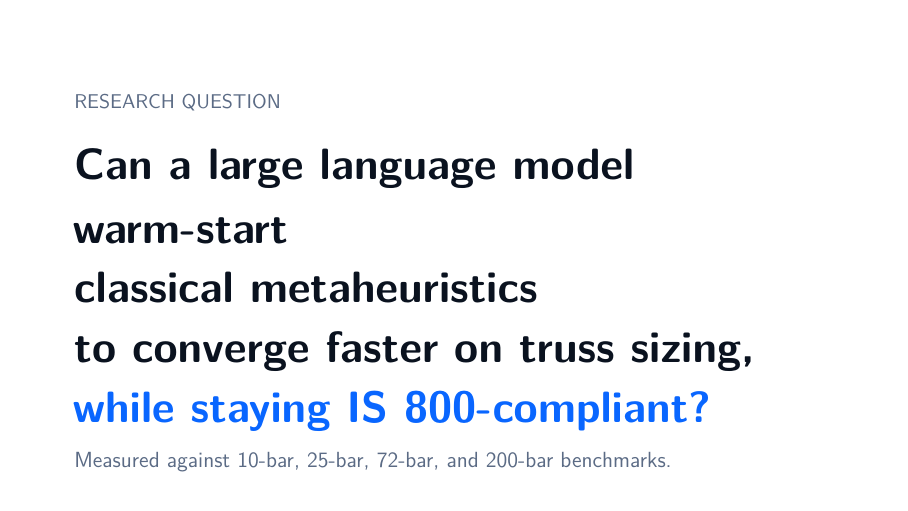 RESEARCH QUESTION
Can a large language model
warm-start
classical metaheuristics
to converge faster on truss sizing,
while staying IS 800-compliant?
Measured against 10-bar, 25-bar, 72-bar, and 200-bar benchmarks.